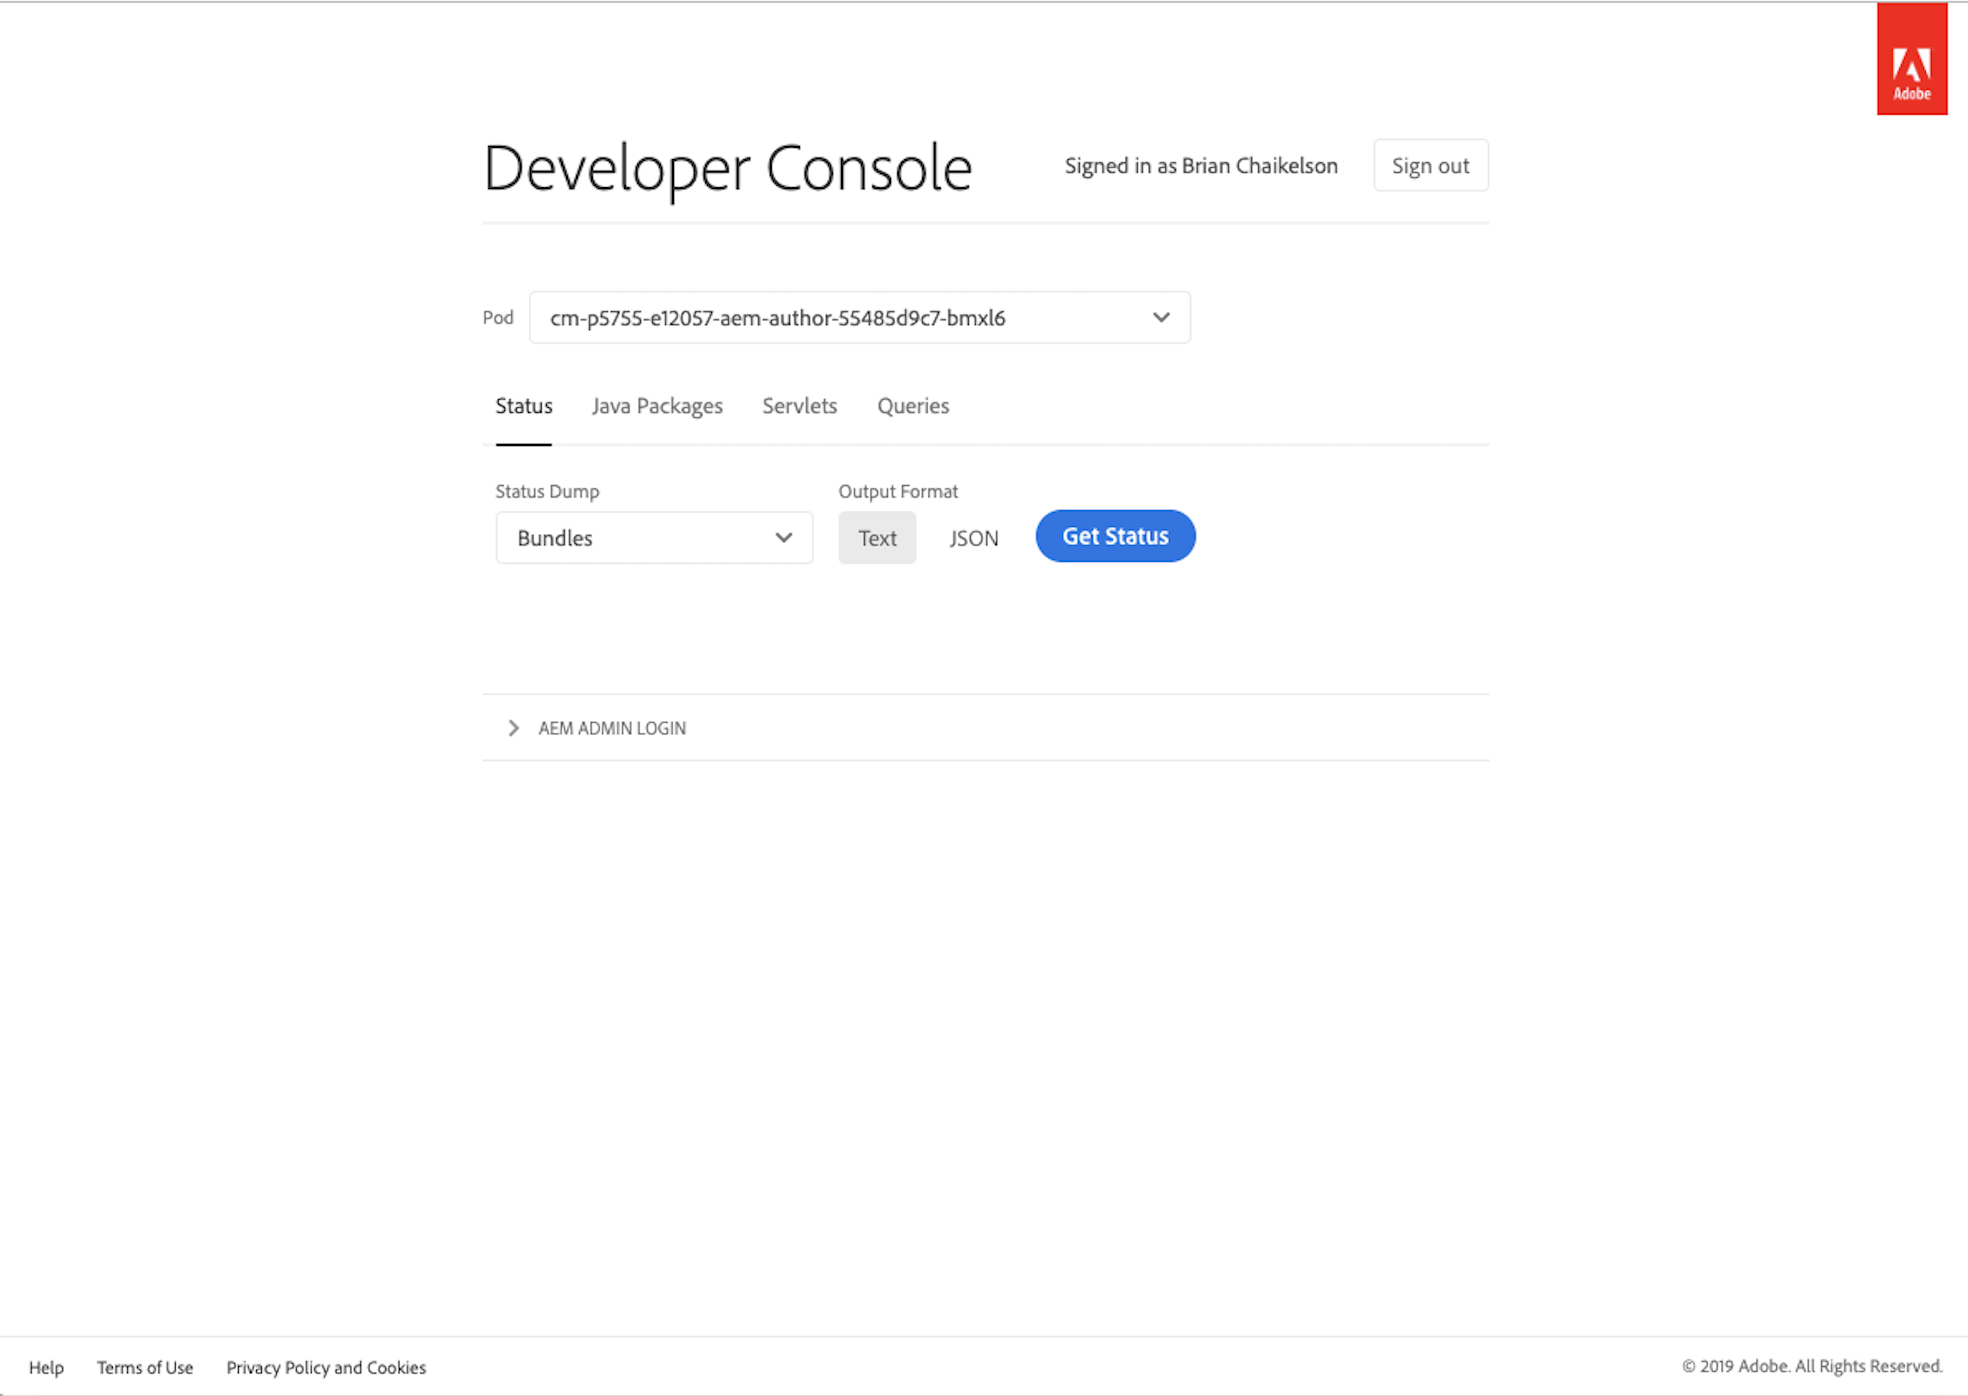 Adobe
Developer Console
Signed in as Brian Chaikelson
Sign out
Pod
cm-p5755-e12057-aem-author-55485d9c7-bmxl6
Status
Java Packages
Servlets
Queries
Status Dump
Output Format
Bundles
Text
JSON
Get Status
AEM ADMIN LOGIN
Help
Terms of Use
Privacy Policy and Cookies
© 2019 Adobe. All Rights Reserved.